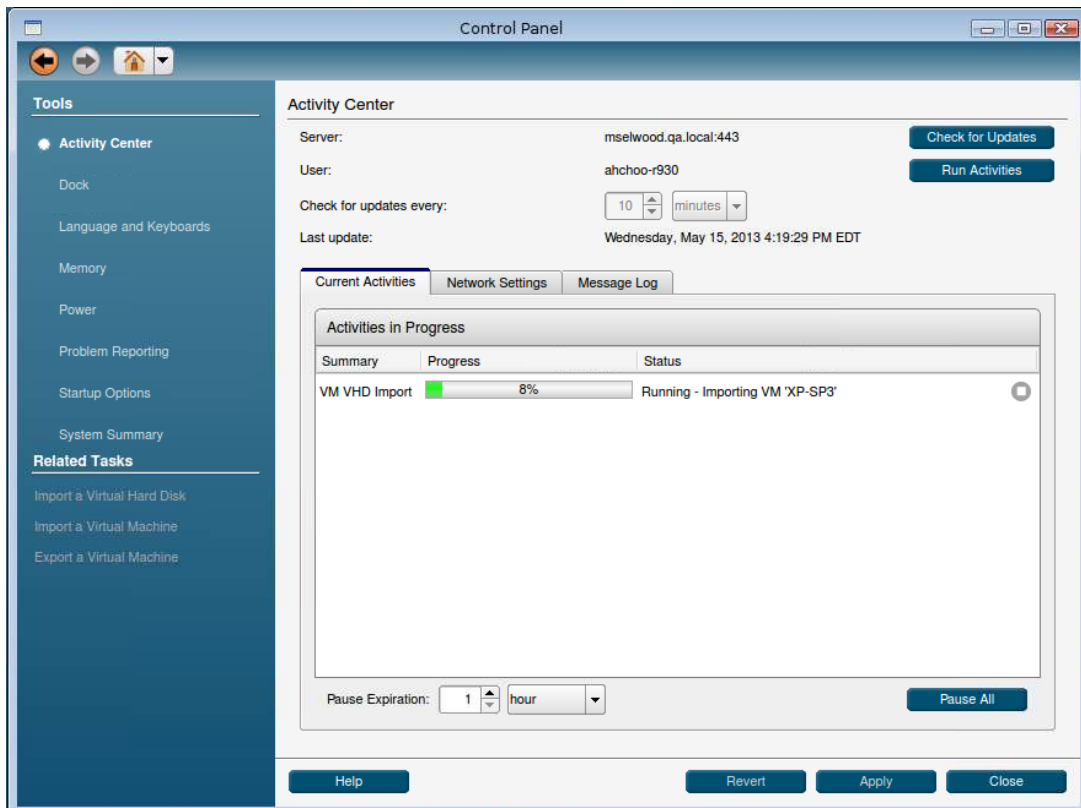 Control Panel
Tools
Activity Center
Dock
Language and Keyboards
Memory
Power
Problem Reporting
Startup Options
System Summary
Related Tasks
Import a Virtual Hard Disk
Import a Virtual Machine
Export a Virtual Machine
Activity Center
Server: mselwood.qa.local:443 Check for Updates
User: ahchoo-r930 Run Activities
Check for updates every: 10 minutes
Last update: Wednesday, May 15, 2013 4:19:29 PM EDT
Current Activities Network Settings Message Log
Activities in Progress
Summary Progress Status
VM VHD Import 8% Running - Importing VM 'XP-SP3'
Pause Expiration: 1 hour Pause All
Help Revert Apply Close